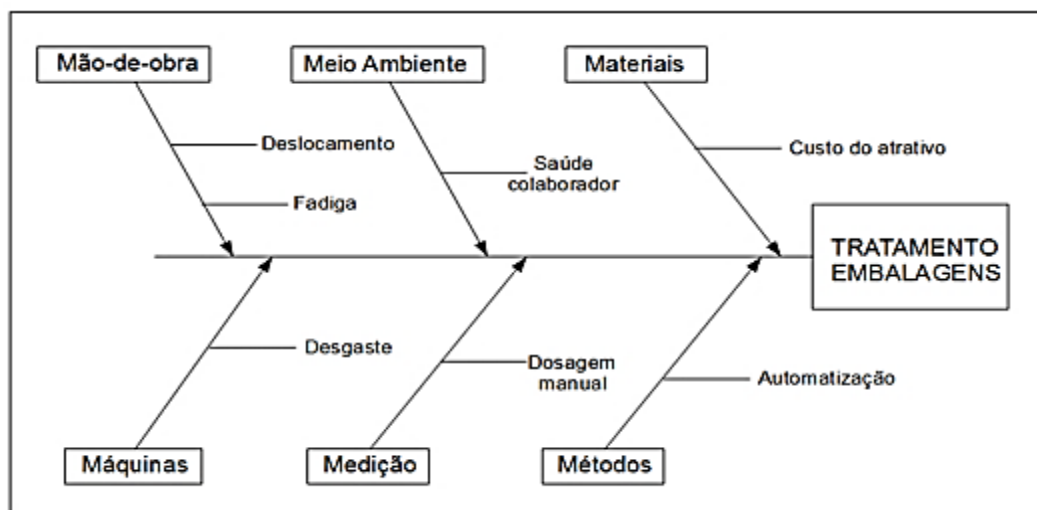 Mão-de-obra
Meio Ambiente
Materiais
Deslocamento
Saúde
colaborador
Custo do atrativo
Fadiga
TRATAMENTO
EMBALAGENS
Desgaste
Dosagem
manual
Automatização
Máquinas
Medição
Métodos